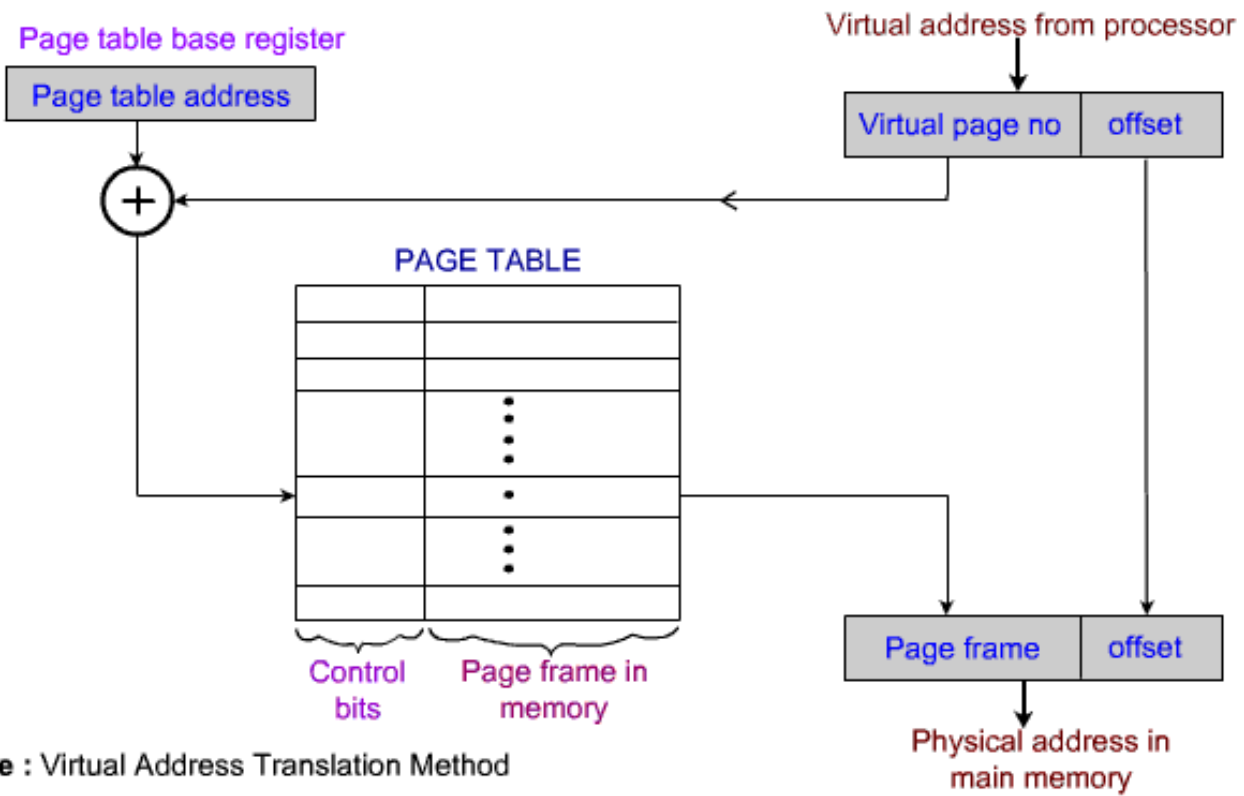 Page table base register
Page table address
Virtual address from processor
Virtual page no
offset
+
PAGE TABLE
Control
bits
Page frame in
memory
Page frame
offset
Physical address in
main memory
e : Virtual Address Translation Method